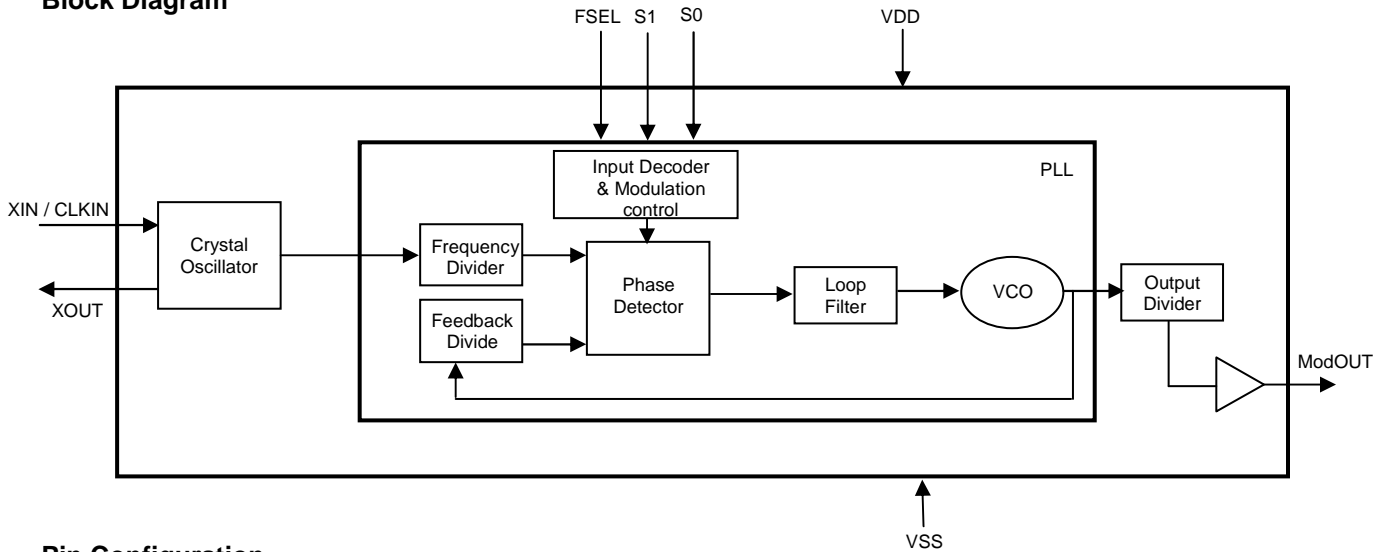 Block Diagram
FSEL S1 S0
VDD
Input Decoder
& Modulation
control
PLL
XIN / CLKIN
Crystal
Oscillator
XOUT
Frequency
Divider
Feedback
Divide
Phase
Detector
Loop
Filter
VCO
Output
Divider
ModOUT
VSS
Pin Configuration